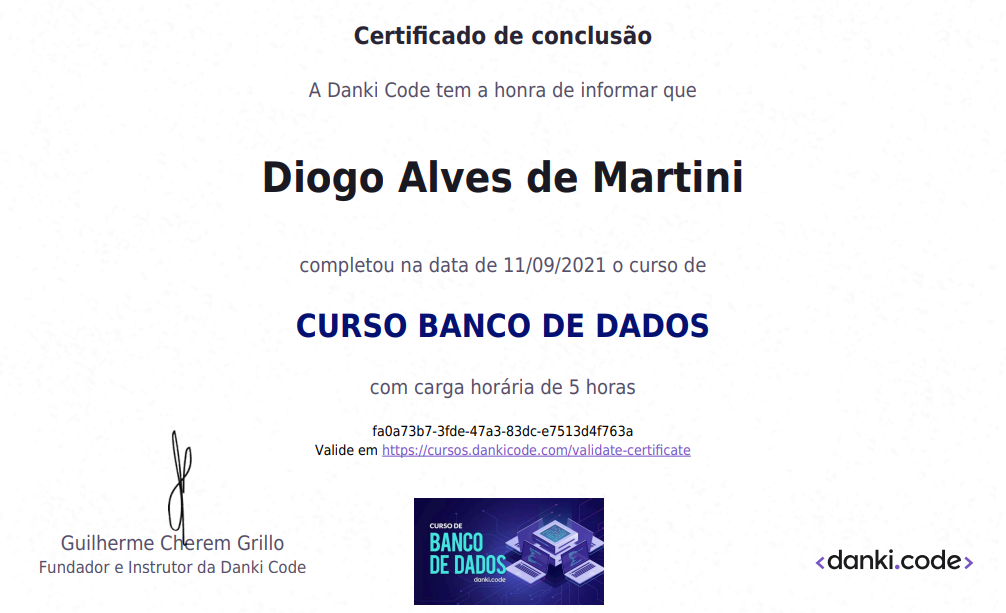 Certificado de conclusão
A Danki Code tem a honra de informar que
Diogo Alves de Martini
completou na data de 11/09/2021 o curso de
CURSO BANCO DE DADOS
com carga horária de 5 horas
fa0a73b7-3fde-47a3-83dc-e7513d4f763a
Valide em https://cursos.dankicode.com/validate-certificate
Guilherme Cherem Grillo
Fundador e Instrutor da Danki Code
CURSO DE
BANCO
DE DADOS
danki.code
<danki.code>